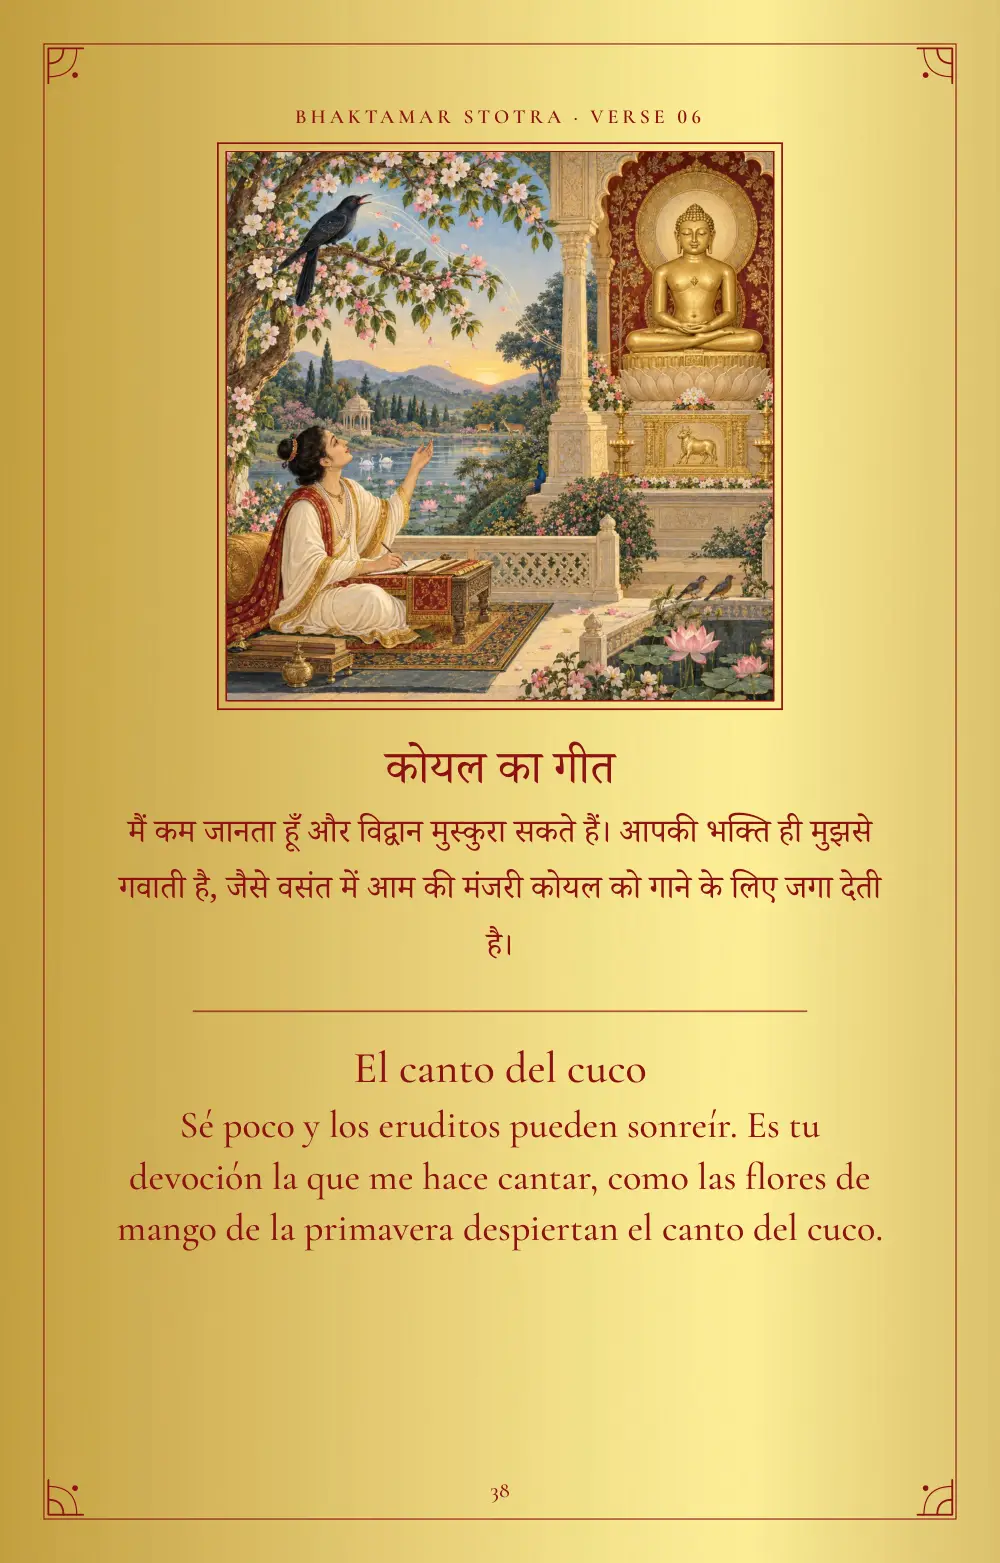 BHAKTAMAR STOTRA · VERSE 06
कोयल का गीत
मैं कम जानता हूँ और विद्वान मुस्कुरा सकते हैं। आपकी भक्ति ही मुझसे
गवाती है, जैसे वसंत में आम की मंजरी कोयल को गाने के लिए जगा देती
है।
El canto del cuco
Sé poco y los eruditos pueden sonreír. Es tu
devoción la que me hace cantar, como las flores de
mango de la primavera despiertan el canto del cuco.
38